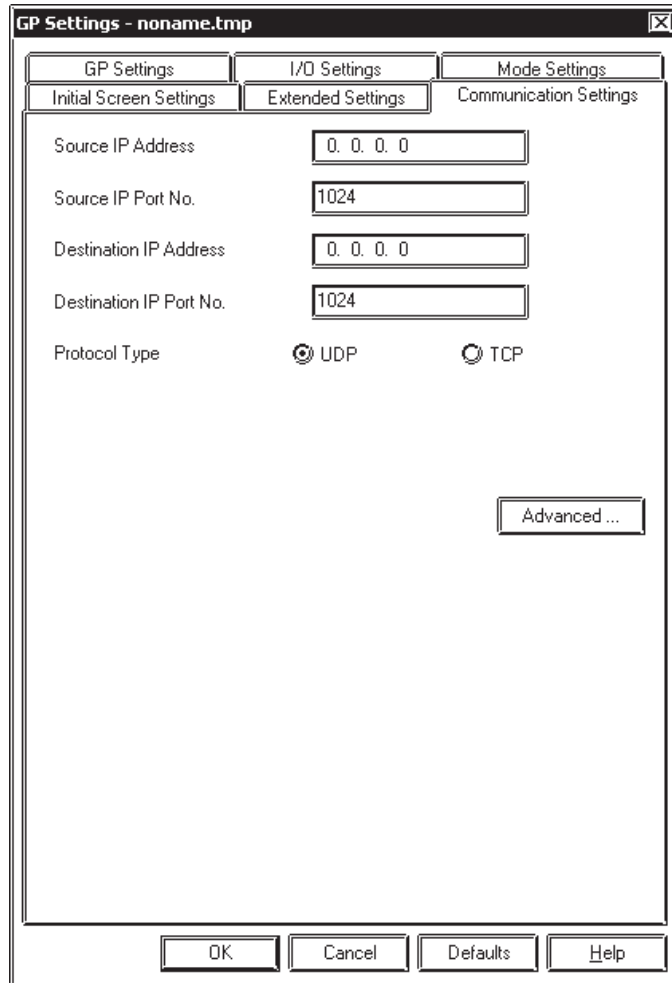 GP Settings - noname.tmp
GP Settings I/O Settings Mode Settings
Initial Screen Settings Extended Settings Communication Settings
Source IP Address 0. 0. 0. 0
Source IP Port No. 1024
Destination IP Address 0. 0. 0. 0
Destination IP Port No. 1024
Protocol Type UDP TCP
Advanced ...
OK Cancel Defaults Help